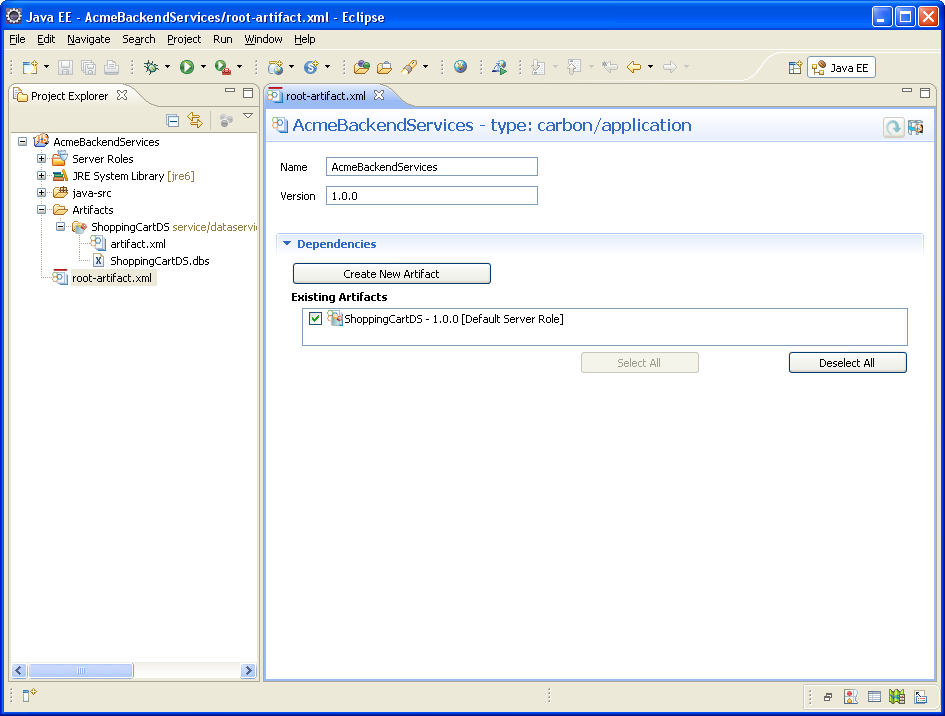 Java EE - AcmeBackendServices/root-artifact.xml - Eclipse
File Edit Navigate Search Project Run Window Help
Java EE
Project Explorer
AcmeBackendServices
Server Roles
JRE System Library [jre6]
java-src
Artifacts
ShoppingCartDS service/dataservi
artifact.xml
ShoppingCartDS.dbs
root-artifact.xml
root-artifact.xml
AcmeBackendServices - type: carbon/application
Name AcmeBackendServices
Version 1.0.0
Dependencies
Create New Artifact
Existing Artifacts
ShoppingCartDS - 1.0.0 [Default Server Role]
Select All Deselect All